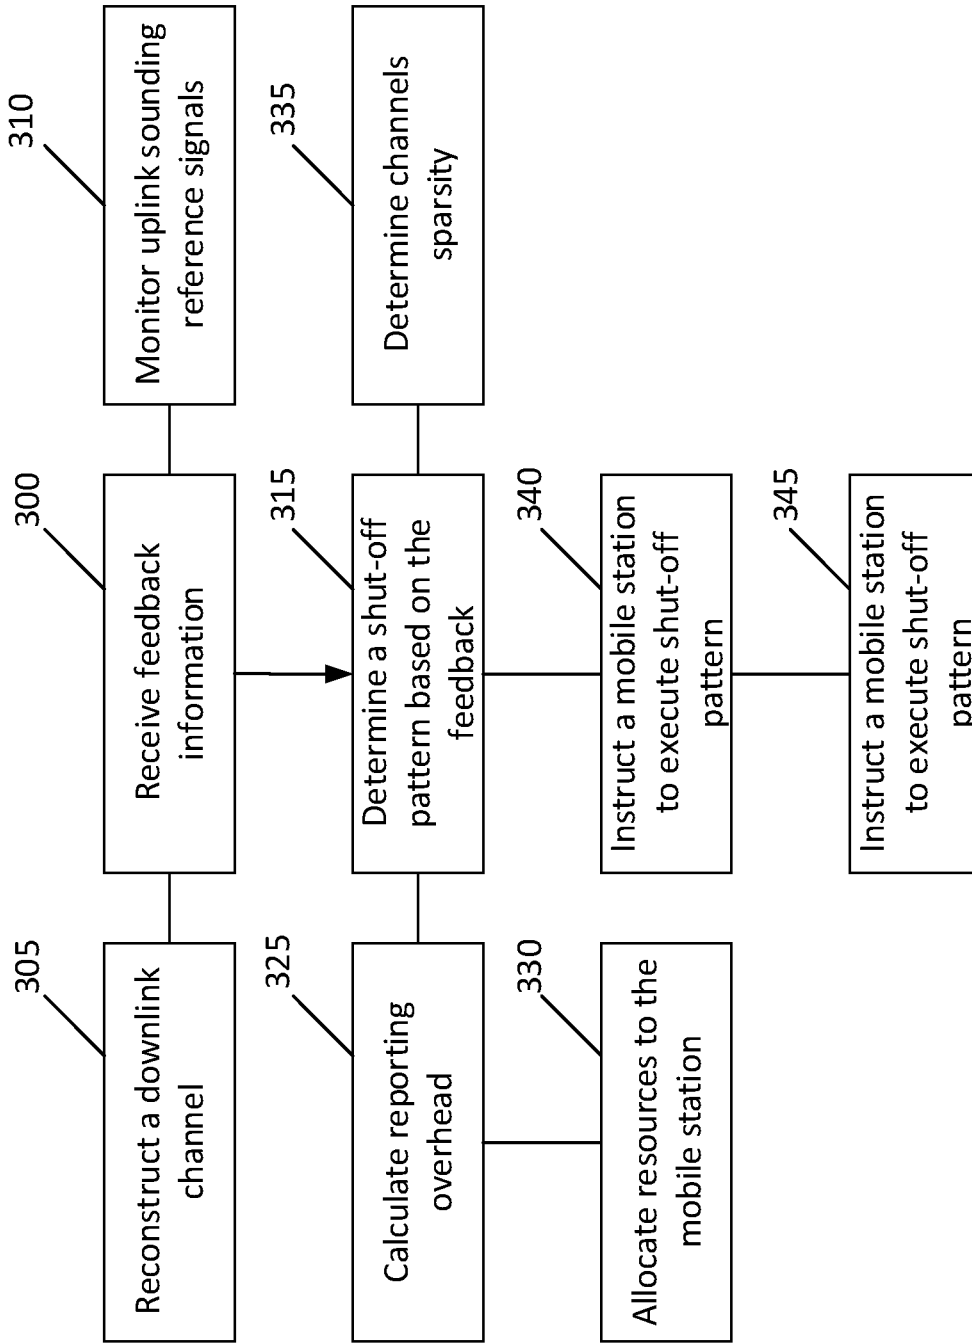 305
Reconstruct a downlink
channel
300
Receive feedback
information
310
Monitor uplink sounding
reference signals
325
Calculate reporting
overhead
315
Determine a shut-off
pattern based on the
feedback
335
Determine channels
sparsity
330
Allocate resources to the
mobile station
340
Instruct a mobile station
to execute shut-off
pattern
345
Instruct a mobile station
to execute shut-off
pattern